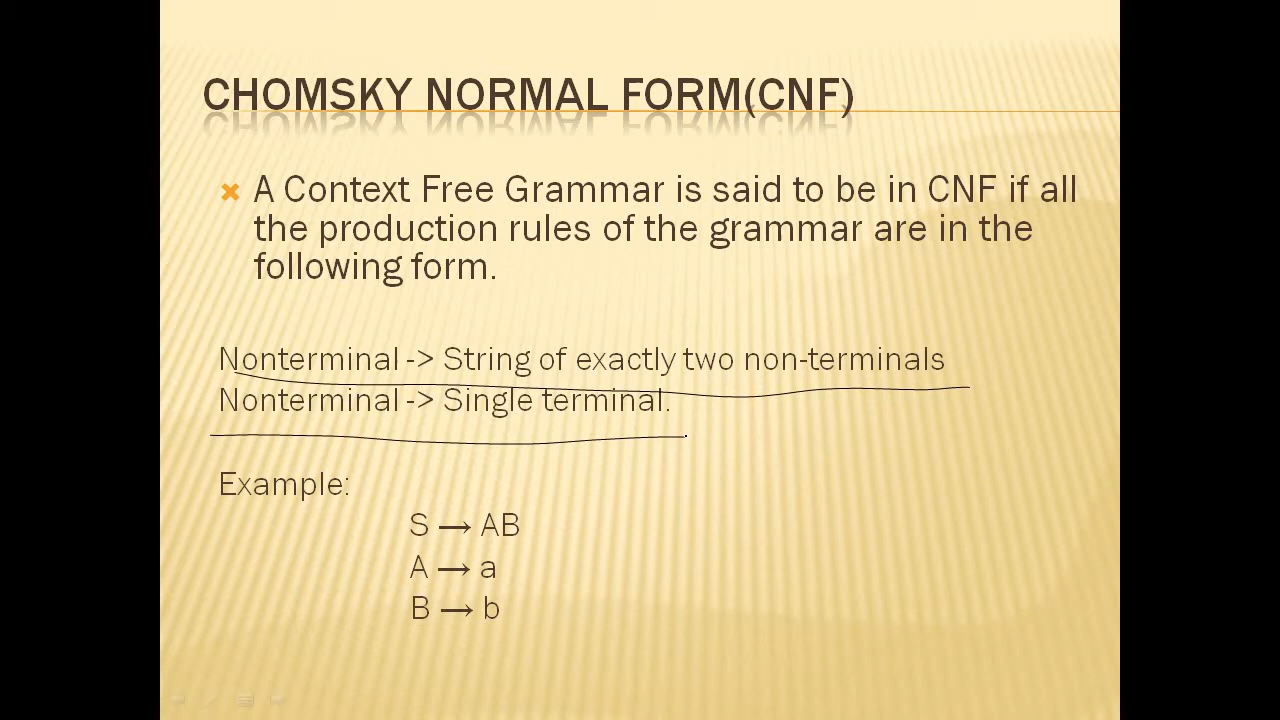 CHOMSKY NORMAL FORM(CNF)
A Context Free Grammar is said to be in CNF if all
the production rules of the grammar are in the
following form.
Nonterminal -> String of exactly two non-terminals
Nonterminal -> Single terminal.
Example:
S → AB
A → a
B → b